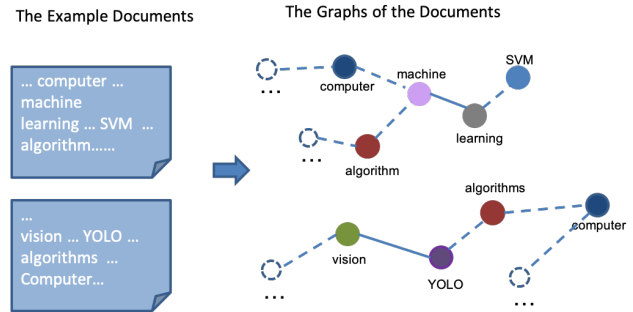 The Example Documents
The Graphs of the Documents
... computer ...
machine
learning ... SVM ...
algorithm......
...
vision ... YOLO ...
algorithms ...
Computer...
...
computer
machine
SVM
learning
...
algorithm
algorithms
computer
vision
YOLO
...
...